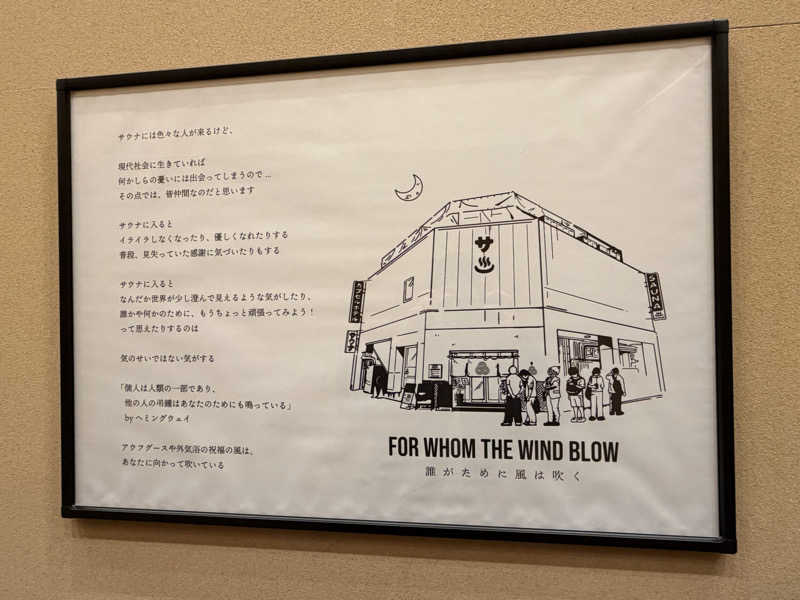 サウナには色々な人が来るけど、
現代社会に生きていれば
何かしらの憂いには出会ってしまうので ...
その点では、皆仲間なのだと思います
サウナに入ると
イライラしなくなったり、優しくなれたりする
普段、見失っていた感謝に気づいたりもする
サウナに入ると
なんだか世界が少し澄んで見えるような気がしたり、
誰かや何かのために、もうちょっと頑張ってみよう！
って思えたりするのは
気のせいではない気がする
「個人は人類の一部であり、
他の人の弔鐘はあなたのためにも鳴っている」
by ヘミングウェイ
アウフグースや外気浴の祝福の風は、
あなたに向かって吹いている
サ
カプセルホテル
サウナ
SAUNA
FOR WHOM THE WIND BLOW
誰がために風は吹く